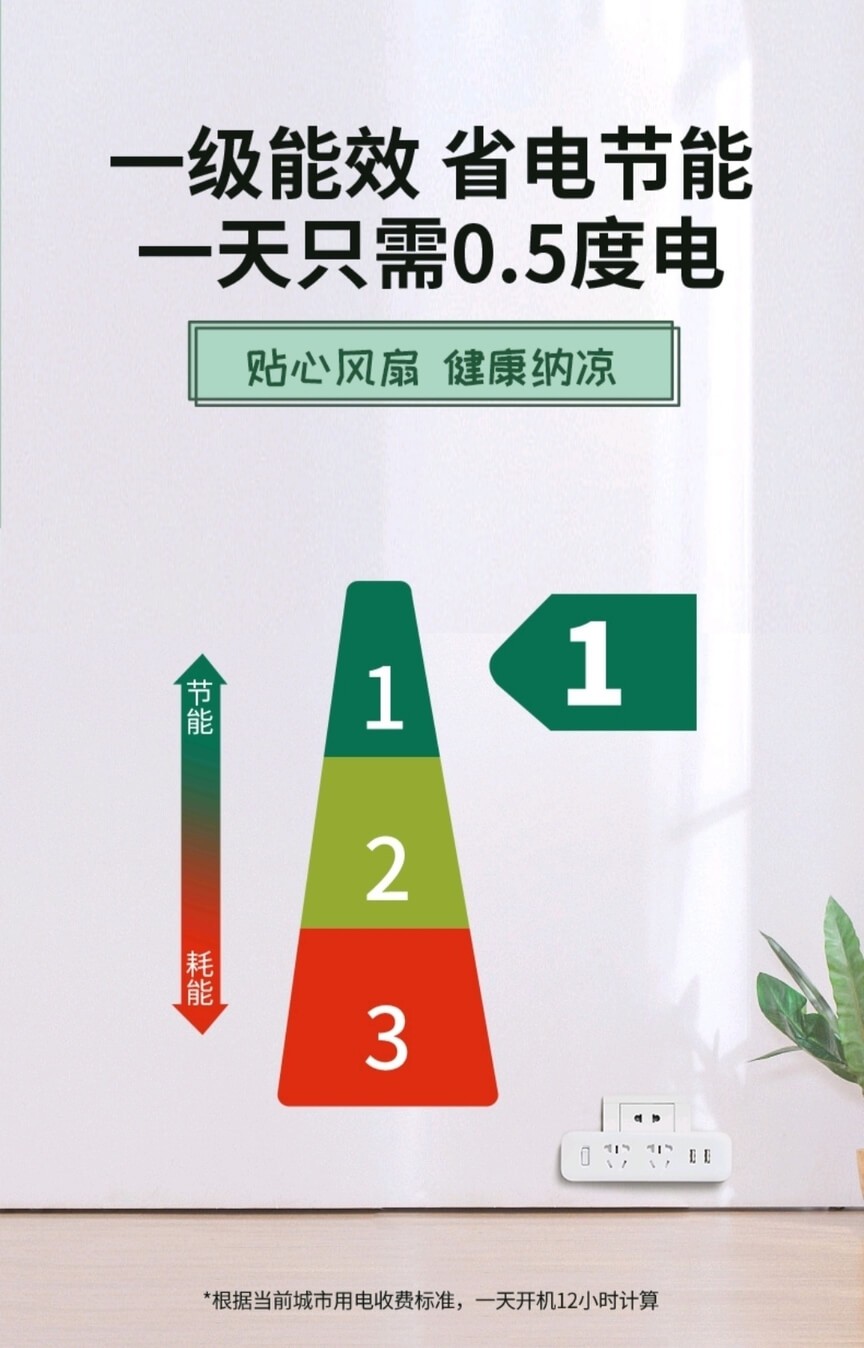 一级能效 省电节能
一天只需0.5度电
贴心风扇 健康纳凉
1
1
节能
2
耗能
3
*根据当前城市用电收费标准，一天开机12小时计算